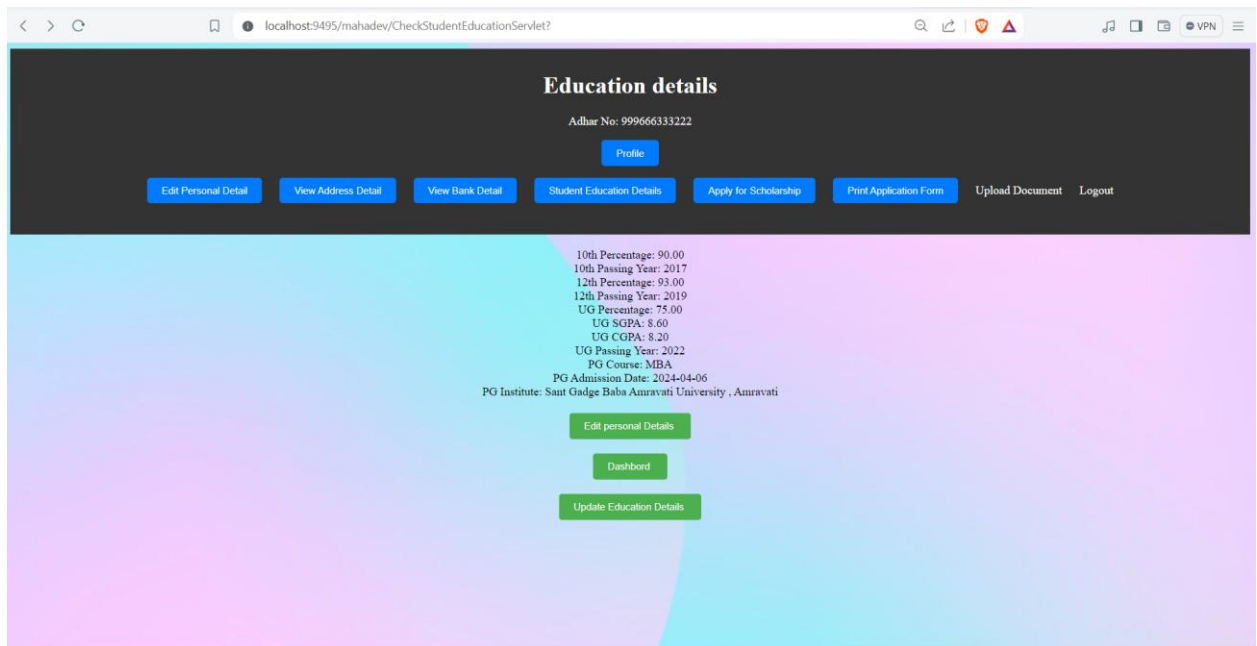 localhost:9495/mahadev/CheckStudentEducationServlet?
VPN
Education details
Adhar No: 999666333222
Profile
Edit Personal Detail View Address Detail View Bank Detail Student Education Details Apply for Scholarship Print Application Form Upload Document Logout
10th Percentage: 90.00
10th Passing Year: 2017
12th Percentage: 93.00
12th Passing Year: 2019
UG Percentage: 75.00
UG SGPA: 8.60
UG CGPA: 8.20
UG Passing Year: 2022
PG Course: MBA
PG Admission Date: 2024-04-06
PG Institute: Sant Gadge Baba Amravati University , Amravati
Edit personal Details
Dashbord
Update Education Details